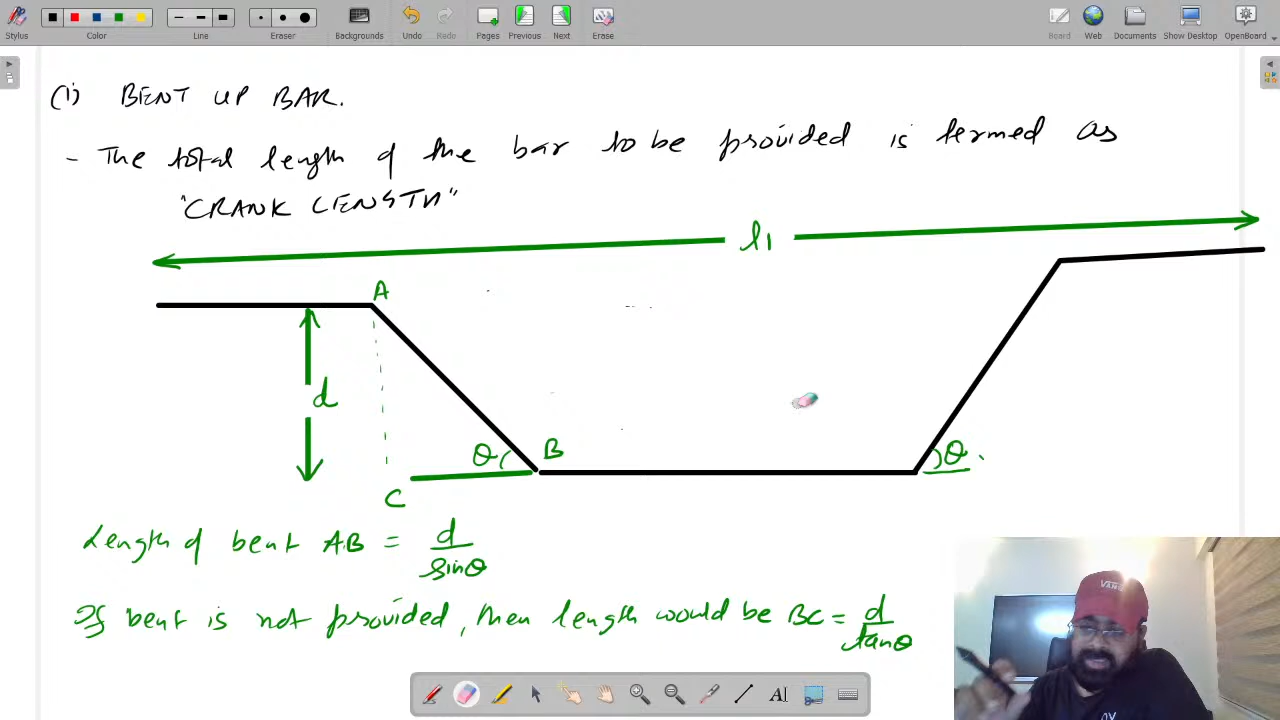 Stylus
Color
Line
Eraser
Backgrounds
Undo
Redo
Pages
Previous
Next
Erase
Board
Web
Documents
Show Desktop
OpenBoard
(i) BENT UP BAR.
- The total length of the bar to be provided is termed as
"CRANK LENGTH"
l1
A
d
θ
B
θ
C
Length of bent AB = d/sinθ
If bent is not provided, then length would be BC = d/tanθ
AI